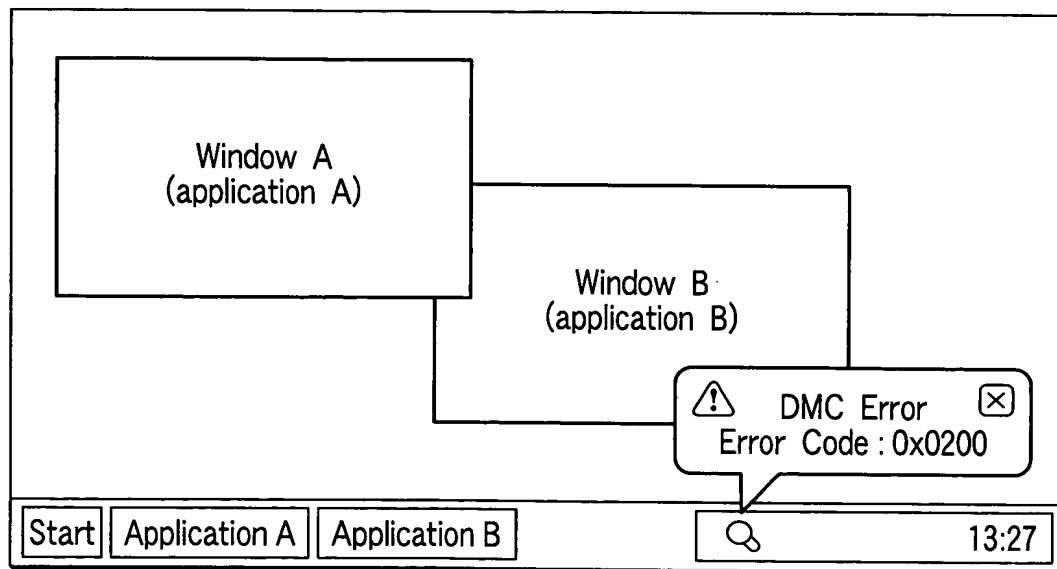 Window A
(application A)
Window B
(application B)
DMC Error
Error Code : 0x0200
Start
Application A
Application B
13:27